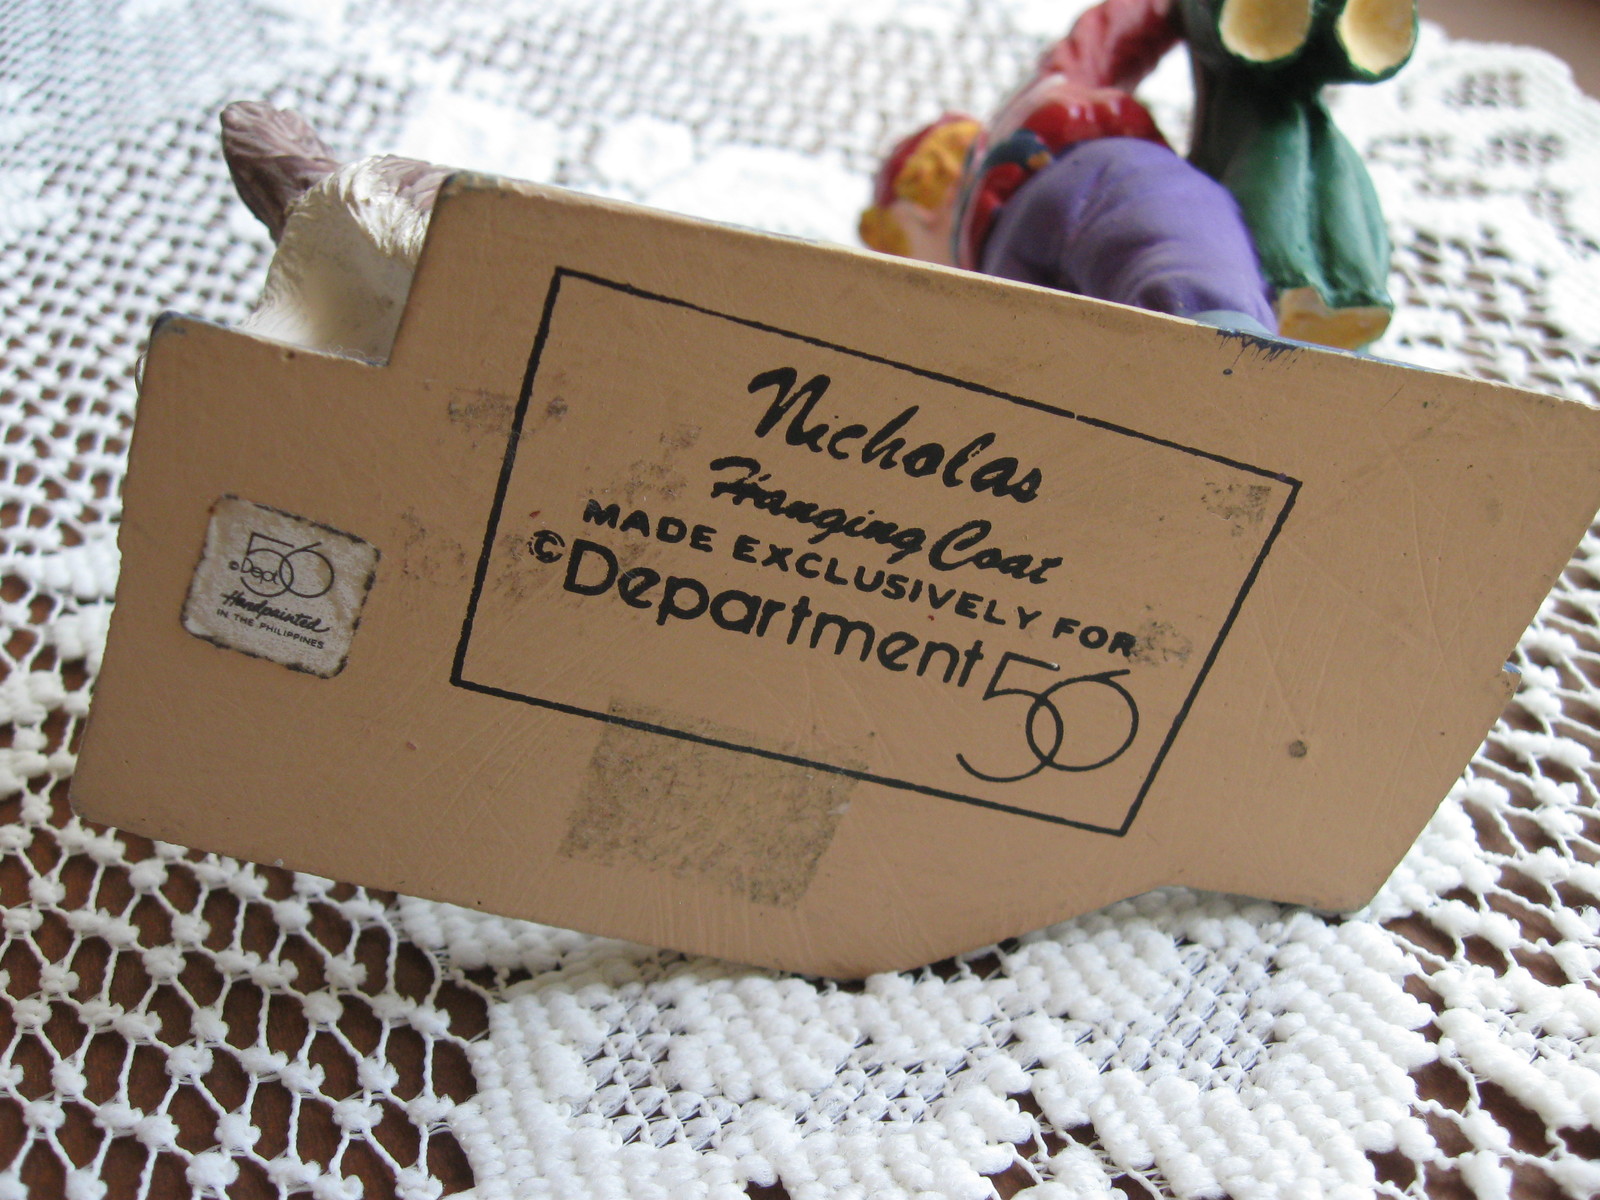 Nicholas
Hanging Coat
MADE EXCLUSIVELY FOR
©Department 56
56
©Dept
Handpainted
IN THE PHILIPPINES